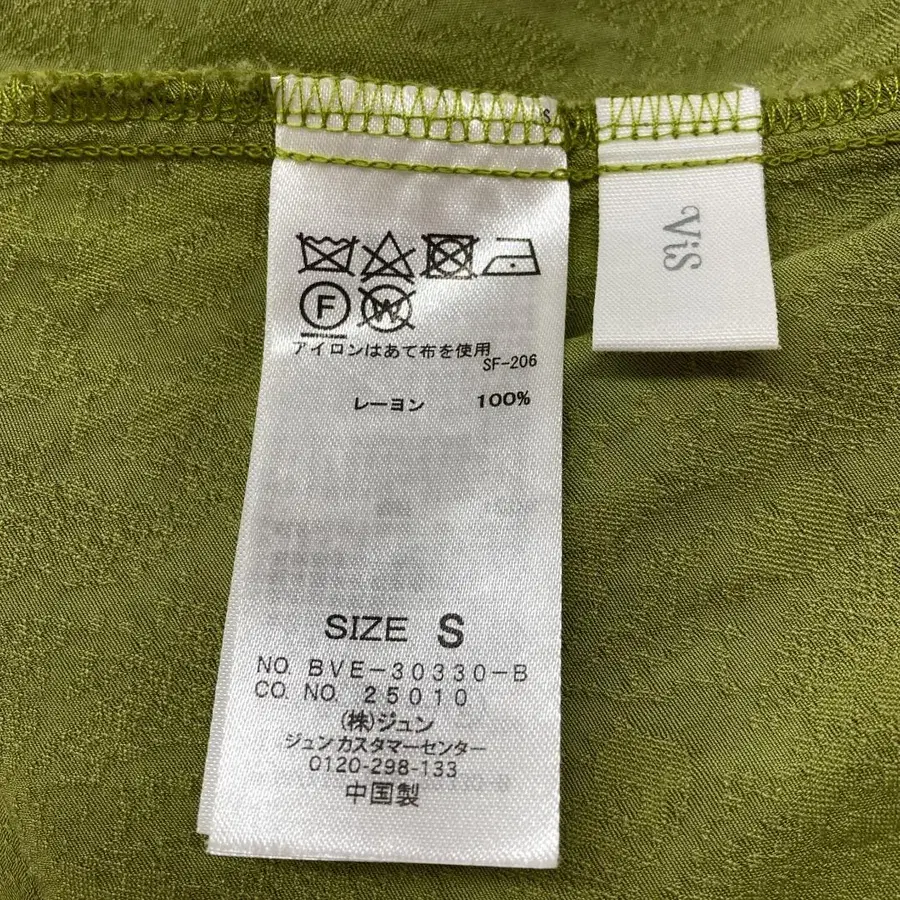 S
F
W
アイロンはあて布を使用
SF-206
レーヨン 100%
SIZE S
NO. BVE-30330-B
CO. NO. 25010
(株)ジュン
ジュンカスタマーセンター
0120-298-133
中国製
ViS